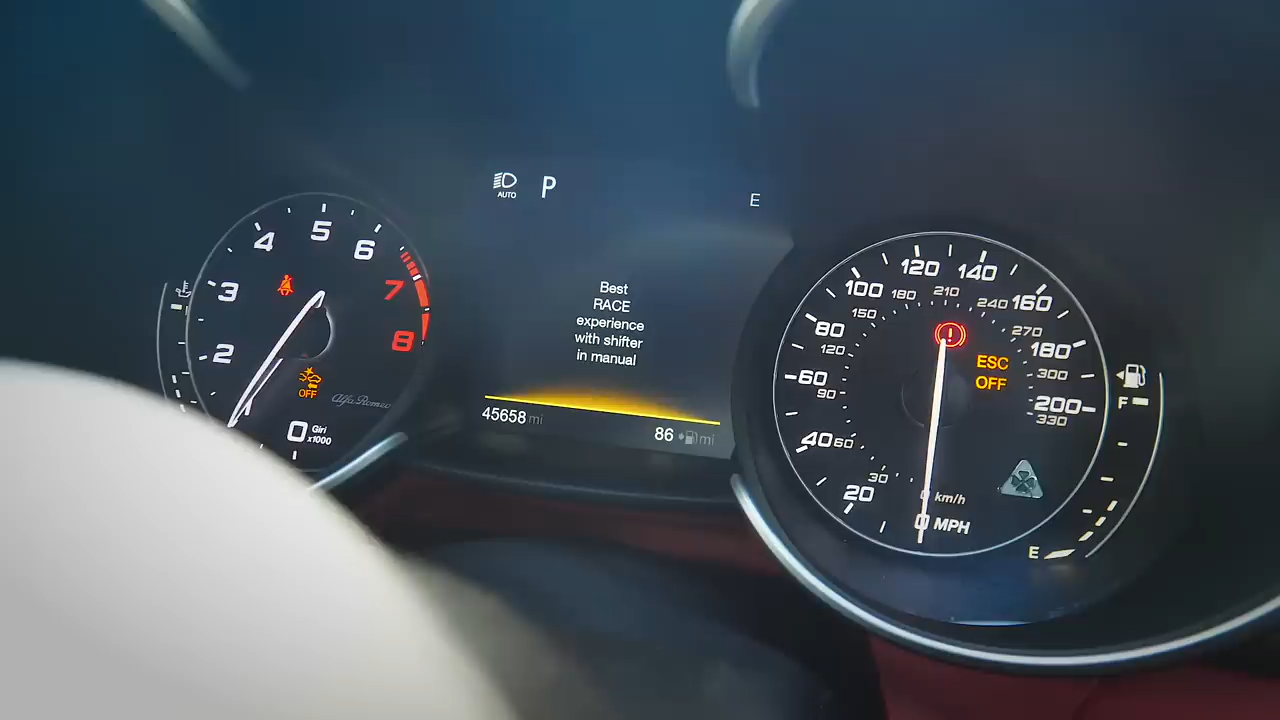 AUTO
P
E
5
4
6
3
7
2
8
OFF
Alfa Romeo
0 Giri
x1000
Best
RACE
experience
with shifter
in manual
45658 mi
86 mi
120
140
100
160
80
180
60
200
40
20
0 MPH
210
180
240
150
270
120
300
90
330
60
30
0 km/h
ESC
OFF
F
E